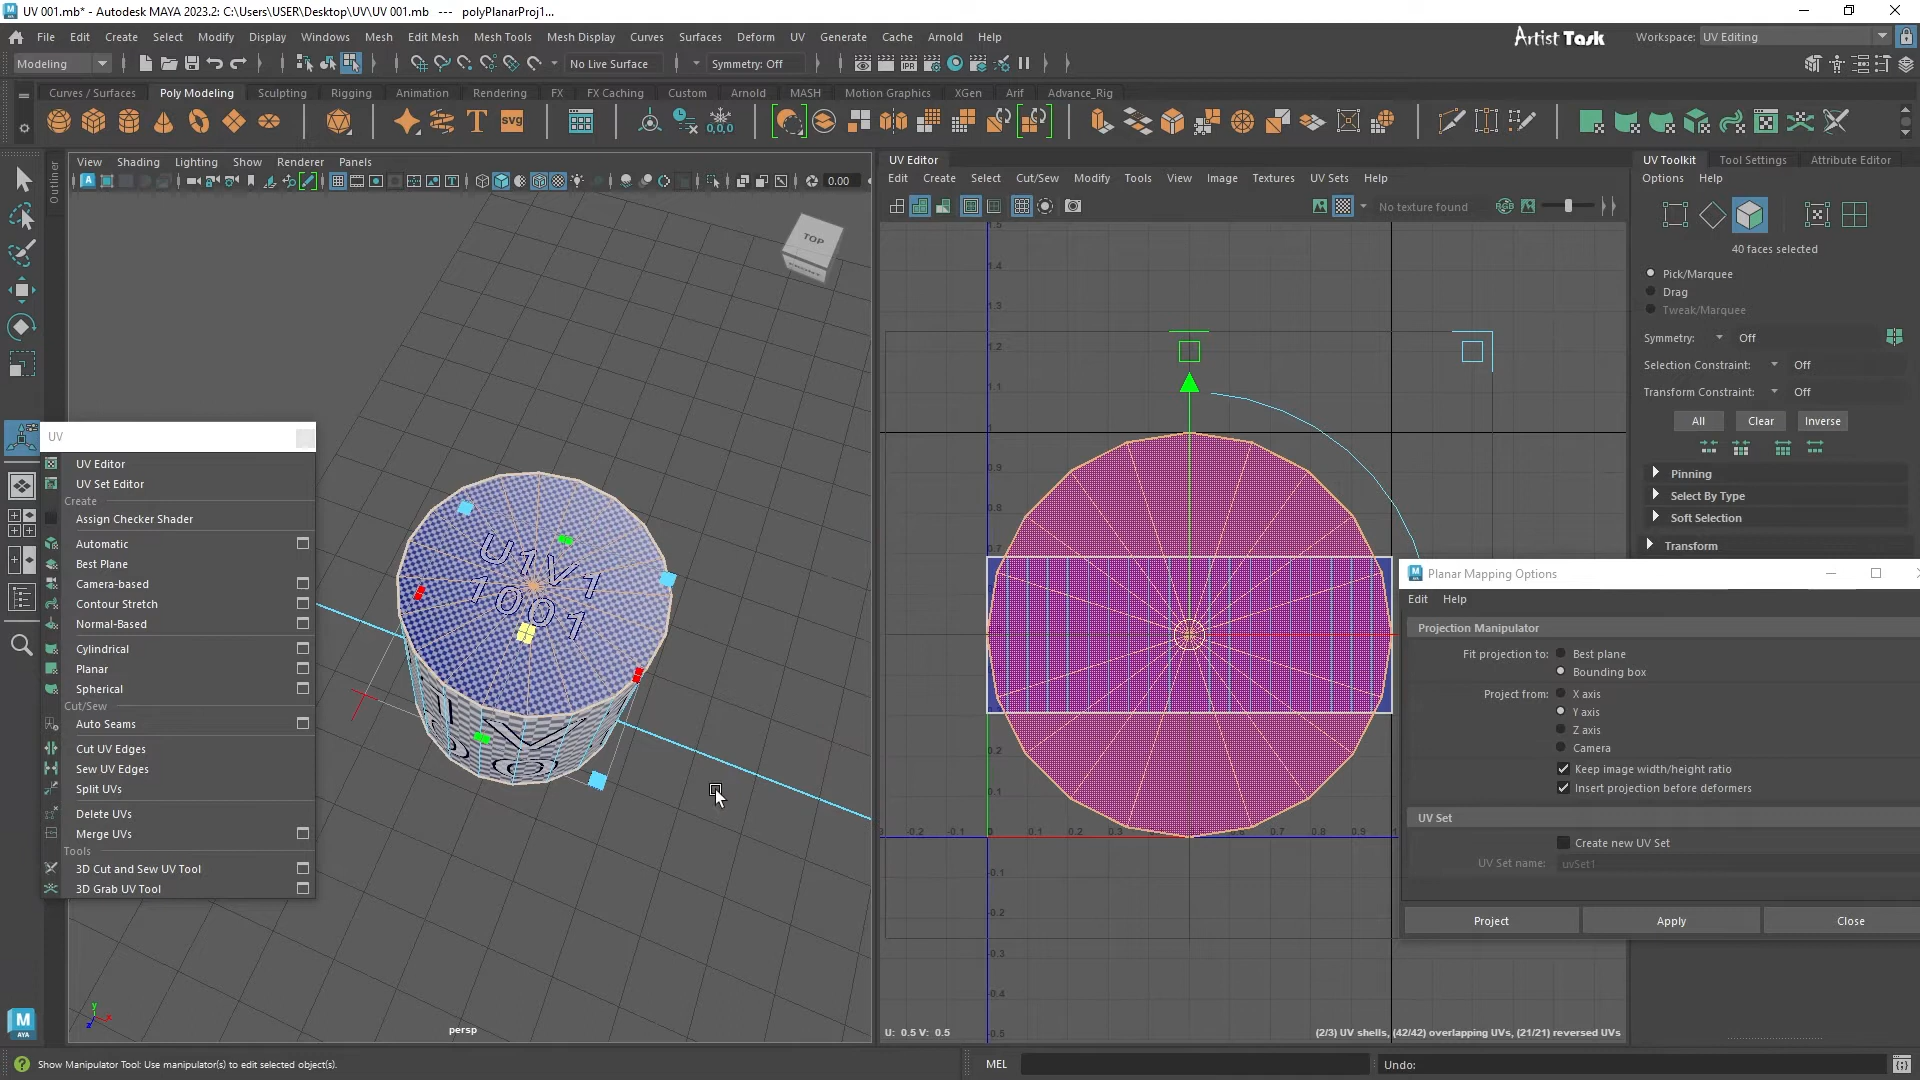 UV 001.mb* - Autodesk MAYA 2023.2: C:\Users\USER\Desktop\UV\UV 001.mb --- polyPlanarProj1...
File Edit Create Select Modify Display Windows Mesh Edit Mesh Mesh Tools Mesh Display Curves Surfaces Deform UV Generate Cache Arnold Help
Artist Task
Workspace: UV Editing
Modeling
No Live Surface
Symmetry: Off
Curves / Surfaces Poly Modeling Sculpting Rigging Animation Rendering FX FX Caching Custom Arnold MASH Motion Graphics XGen Arif Advance_Rig
View Shading Lighting Show Renderer Panels
0.00
Outliner
TOP
UV Editor
Edit Create Select Cut/Sew Modify Tools View Image Textures UV Sets Help
No texture found
UV Toolkit Tool Settings Attribute Editor
Options Help
40 faces selected
Pick/Marquee
Drag
Tweak/Marquee
Symmetry: Off
Selection Constraint: Off
Transform Constraint: Off
All Clear Inverse
Pinning
Select By Type
Soft Selection
Transform
UV
UV Editor
UV Set Editor
Create
Assign Checker Shader
Automatic
Best Plane
Camera-based
Contour Stretch
Normal-Based
Cylindrical
Planar
Spherical
Cut/Sew
Auto Seams
Cut UV Edges
Sew UV Edges
Split UVs
Delete UVs
Merge UVs
Tools
3D Cut and Sew UV Tool
3D Grab UV Tool
U1V1
1001
Planar Mapping Options
Edit Help
Projection Manipulator
Fit projection to: Best plane
Bounding box
Project from: X axis
Y axis
Z axis
Camera
Keep image width/height ratio
Insert projection before deformers
UV Set
Create new UV Set
UV Set name: uvSet1
Project Apply Close
persp
U: 0.5 V: 0.5
(2/3) UV shells, (42/42) overlapping UVs, (21/21) reversed UVs
Show Manipulator Tool: Use manipulator(s) to edit selected object(s).
MEL
Undo: